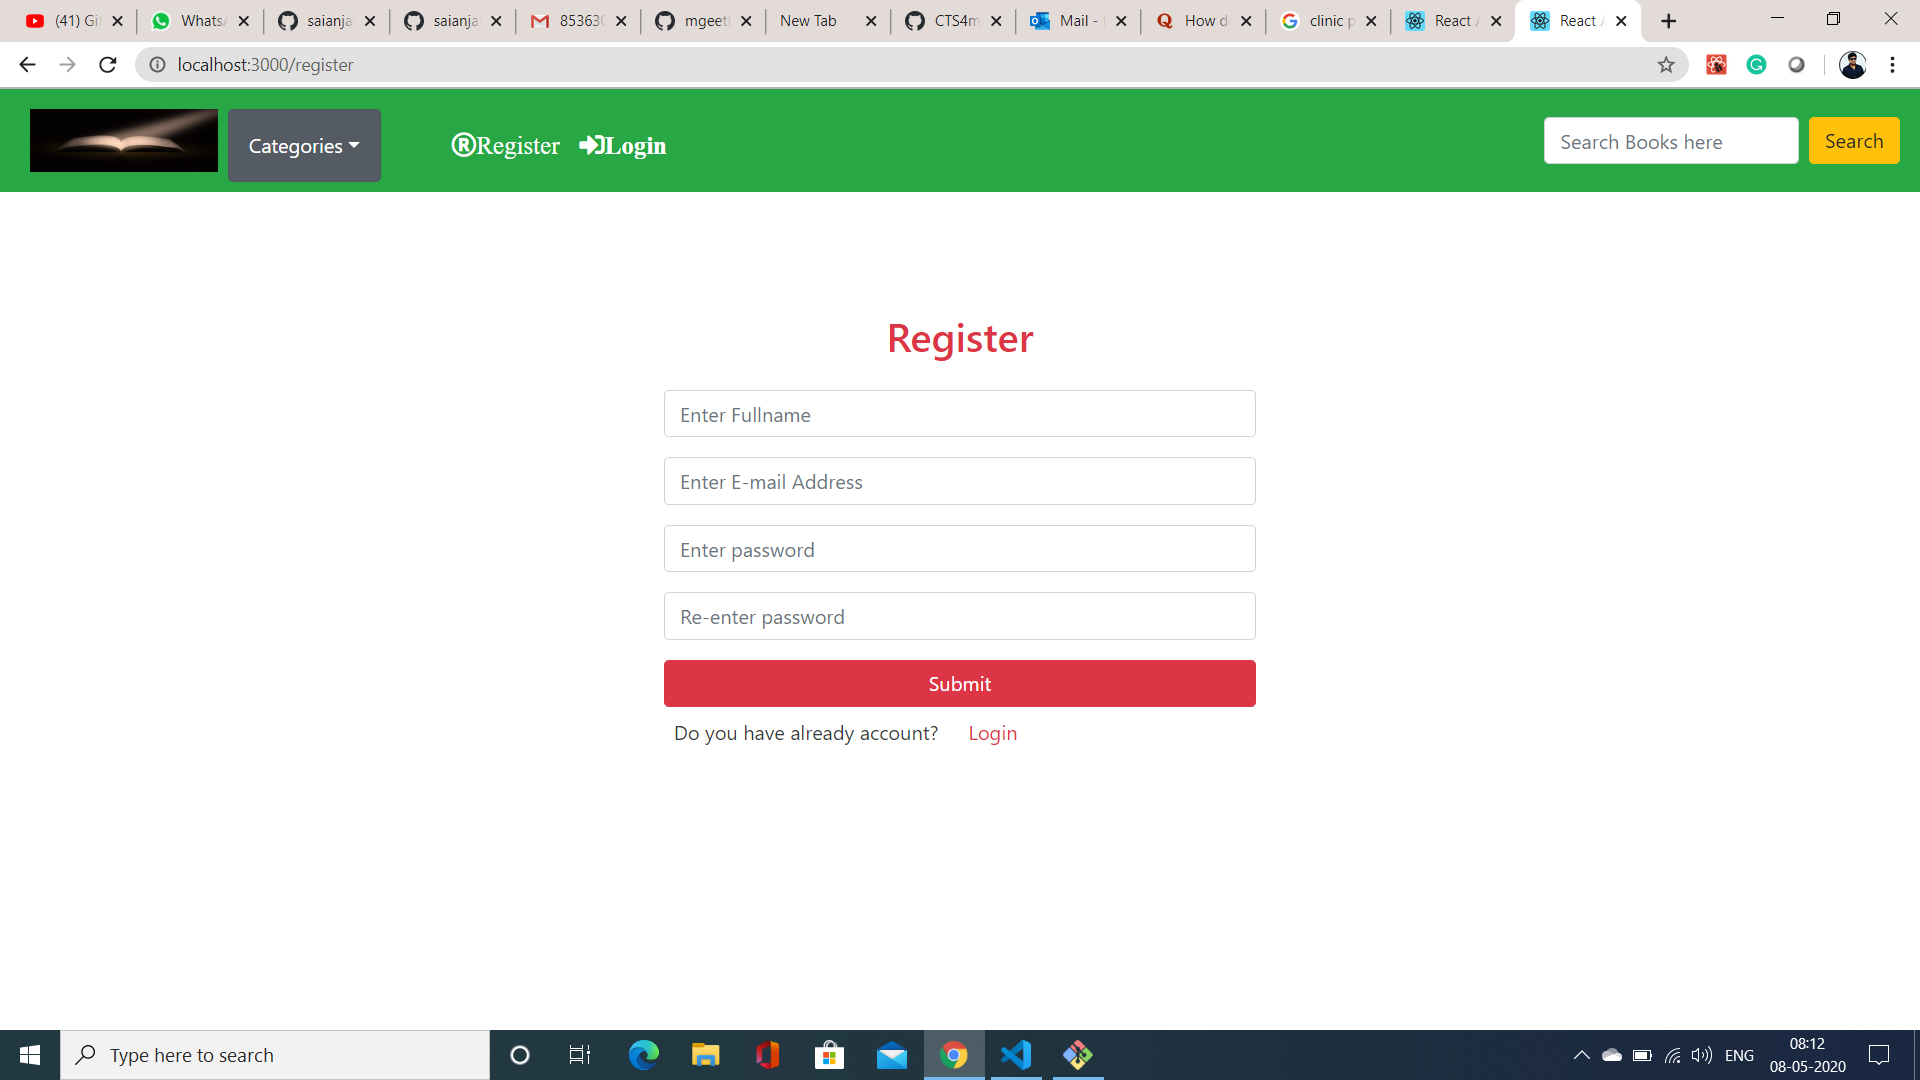 (41) Gi
Whats
saianja
saianja
85363
mgeet
New Tab
CTS4m
Mail -
How d
clinic p
React
React
localhost:3000/register
Categories
Register
Login
Search Books here
Search
Register
Enter Fullname
Enter E-mail Address
Enter password
Re-enter password
Submit
Do you have already account? Login
Type here to search
ENG
08:12
08-05-2020